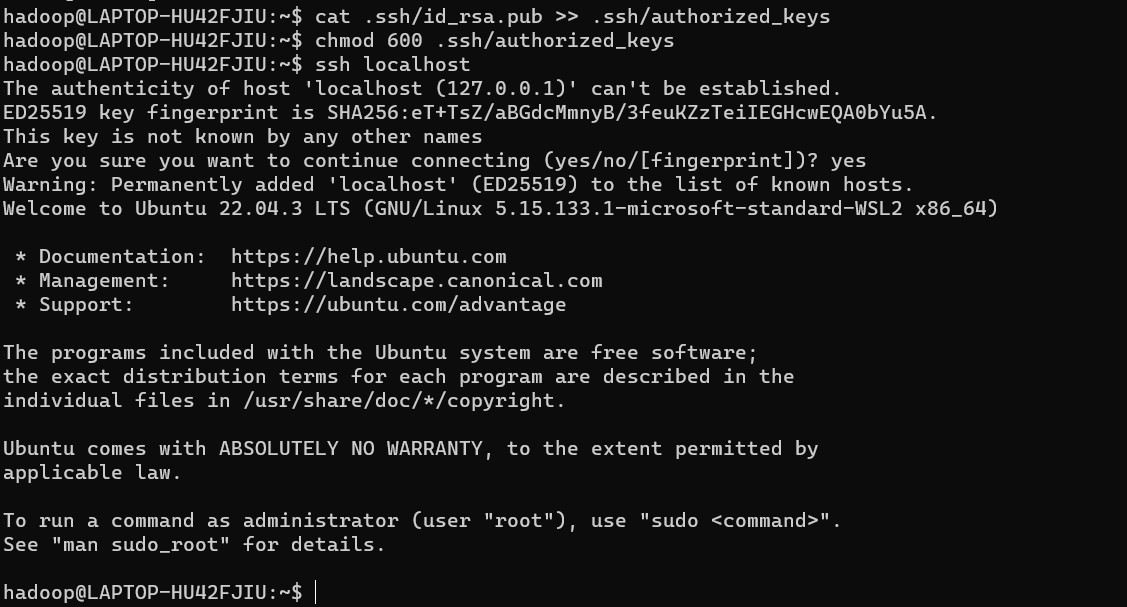 hadoop@LAPTOP-HU42FJIU:~$ cat .ssh/id_rsa.pub >> .ssh/authorized_keys
hadoop@LAPTOP-HU42FJIU:~$ chmod 600 .ssh/authorized_keys
hadoop@LAPTOP-HU42FJIU:~$ ssh localhost
The authenticity of host 'localhost (127.0.0.1)' can't be established.
ED25519 key fingerprint is SHA256:eT+TsZ/aBGdcMmnyB/3feuKZzTeiIEGHcwEQA0bYu5A.
This key is not known by any other names
Are you sure you want to continue connecting (yes/no/[fingerprint])? yes
Warning: Permanently added 'localhost' (ED25519) to the list of known hosts.
Welcome to Ubuntu 22.04.3 LTS (GNU/Linux 5.15.133.1-microsoft-standard-WSL2 x86_64)

 * Documentation:  https://help.ubuntu.com
 * Management:     https://landscape.canonical.com
 * Support:        https://ubuntu.com/advantage

The programs included with the Ubuntu system are free software;
the exact distribution terms for each program are described in the
individual files in /usr/share/doc/*/copyright.

Ubuntu comes with ABSOLUTELY NO WARRANTY, to the extent permitted by
applicable law.

To run a command as administrator (user "root"), use "sudo <command>".
See "man sudo_root" for details.

hadoop@LAPTOP-HU42FJIU:~$